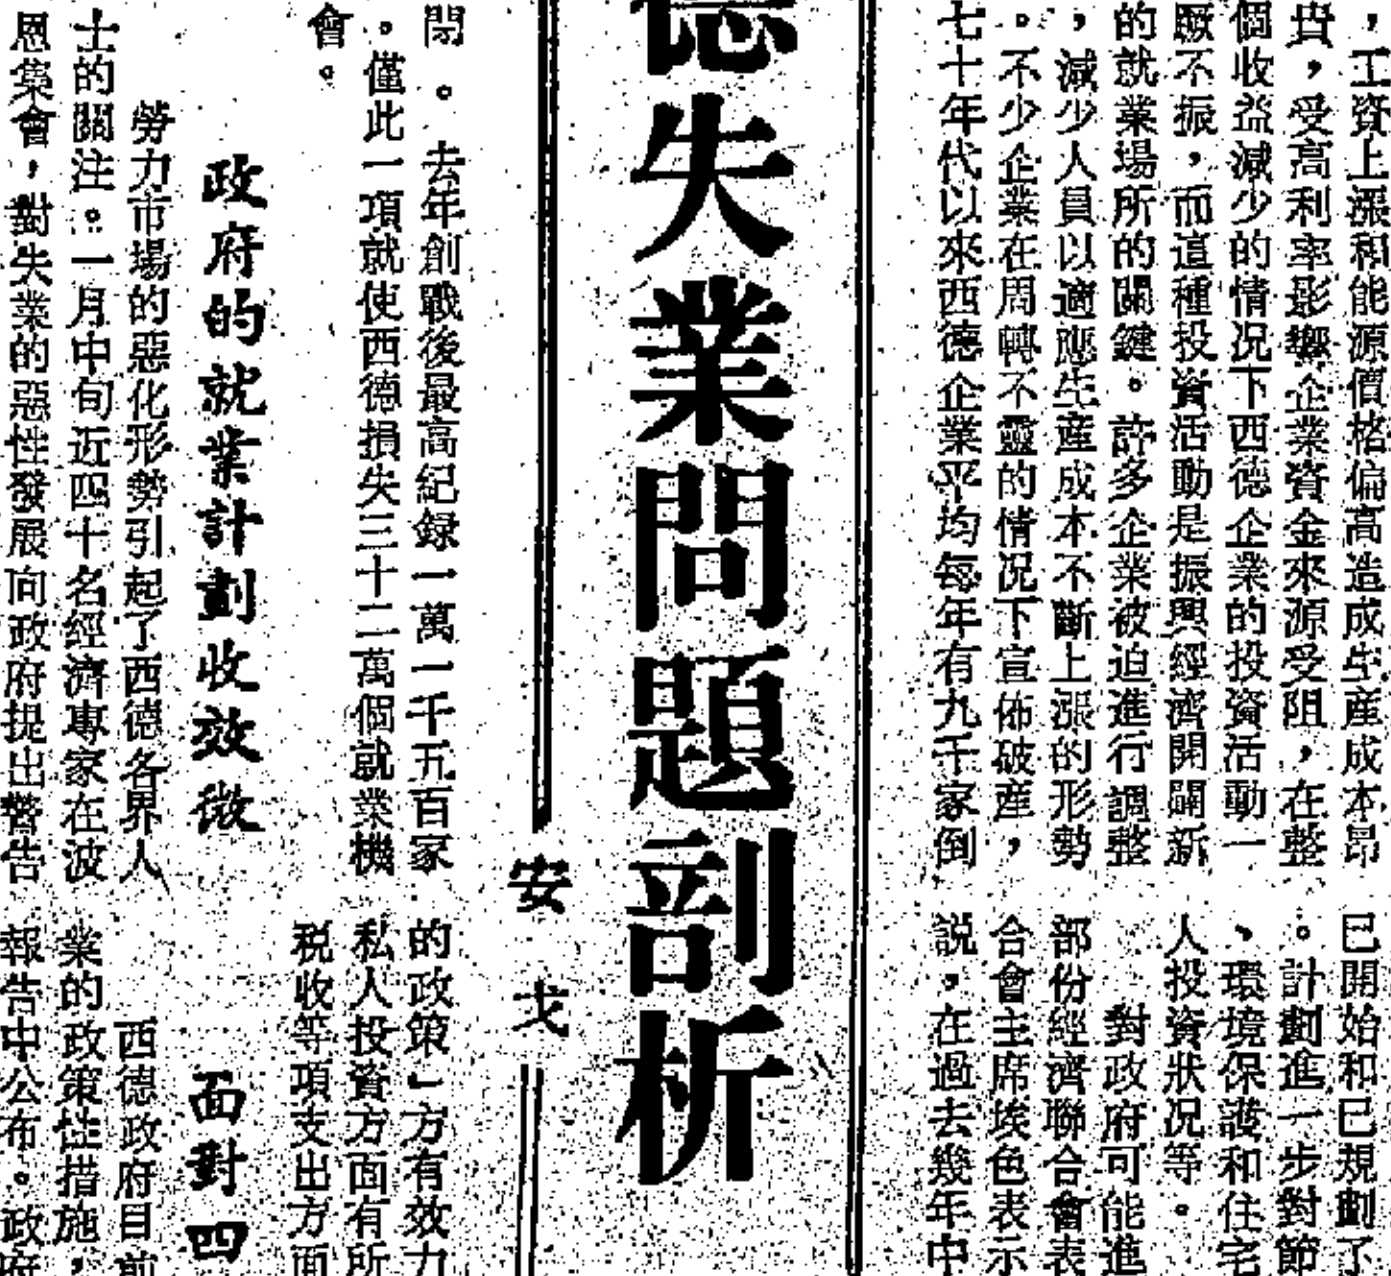 ，工資上漲和能源價格偏高造成生産成本昂
貴，受高利率影響企業資金來源受阻，在整
個收益減少的情况下西德企業的投資活動一
厥不振，而這種投資活動是振興經濟開闢新
的就業場所的關鍵。許多企業被迫進行調整
，減少人員以適應生産成本不斷上漲的形勢
。不少企業在周轉不靈的情况下宣佈破産，
七十年代以來西德企業平均每年有九千家倒
德失業問題剖析
安戈
閉。去年創戰後最高紀録一萬一千五百家
。僅此一項就使西德損失三十二萬個就業機
會。
政府的就業計劃收效微
勞力市場的惡化形勢引起了西德各界人
士的關注。一月中旬近四十名經濟專家在波
恩集會，對失業的惡性發展向政府提出警告
已開始和已規劃了
。計劃進一步對節
、環境保護和住宅
人投資狀况等。
對政府可能進
部份經濟聯合會表
合會主席埃色表示
説，在過去幾年中
的政策」方有效力
私人投資方面有所
税收等項支出方面
面對四
西德政府目前
業的政策性措施，
報告中公布。政府